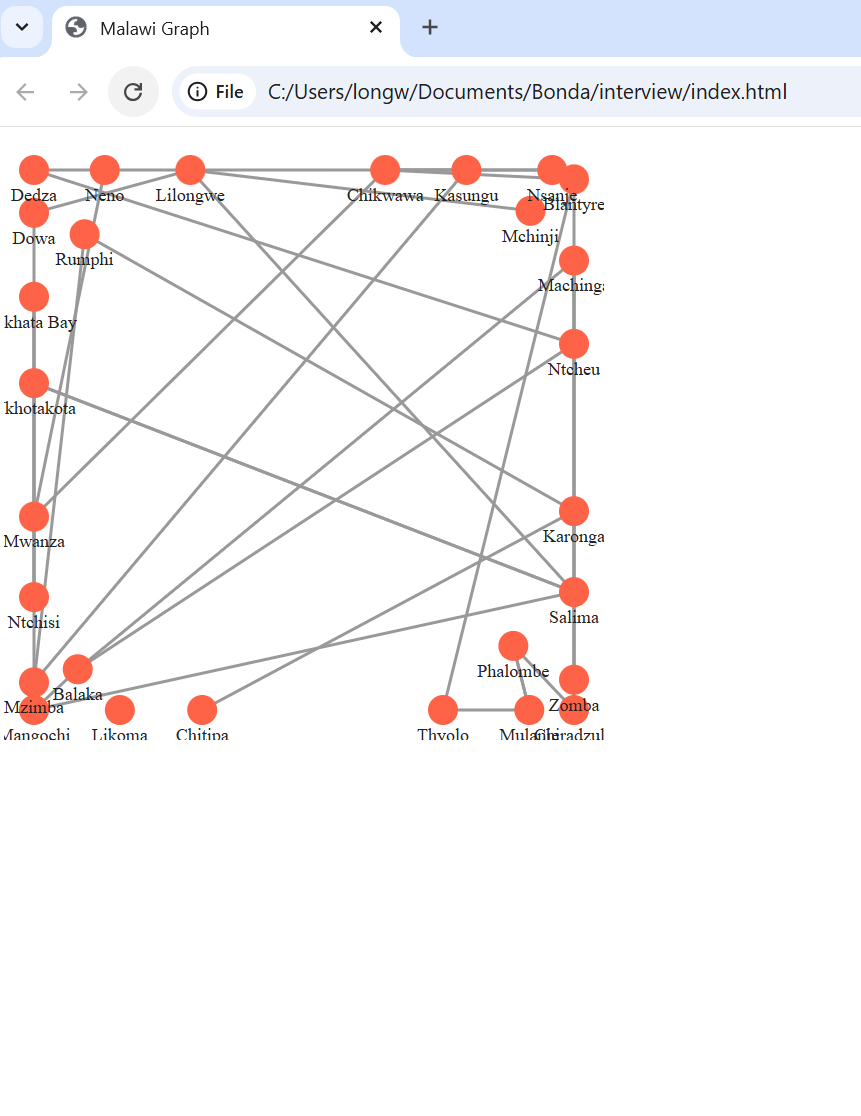 Malawi Graph
File C:/Users/longw/Documents/Bonda/interview/index.html
Dedza Neno Lilongwe Chikwawa Kasungu Nsanje
Blantyre
Dowa Mchinji
Rumphi
Machinga
khata Bay
Ntcheu
khotakota
Mwanza Karonga
Ntchisi Salima
Phalombe
Balaka
Mzimba Zomba
Mangochi Likoma Chitipa Thyolo Mulanje Chiradzul